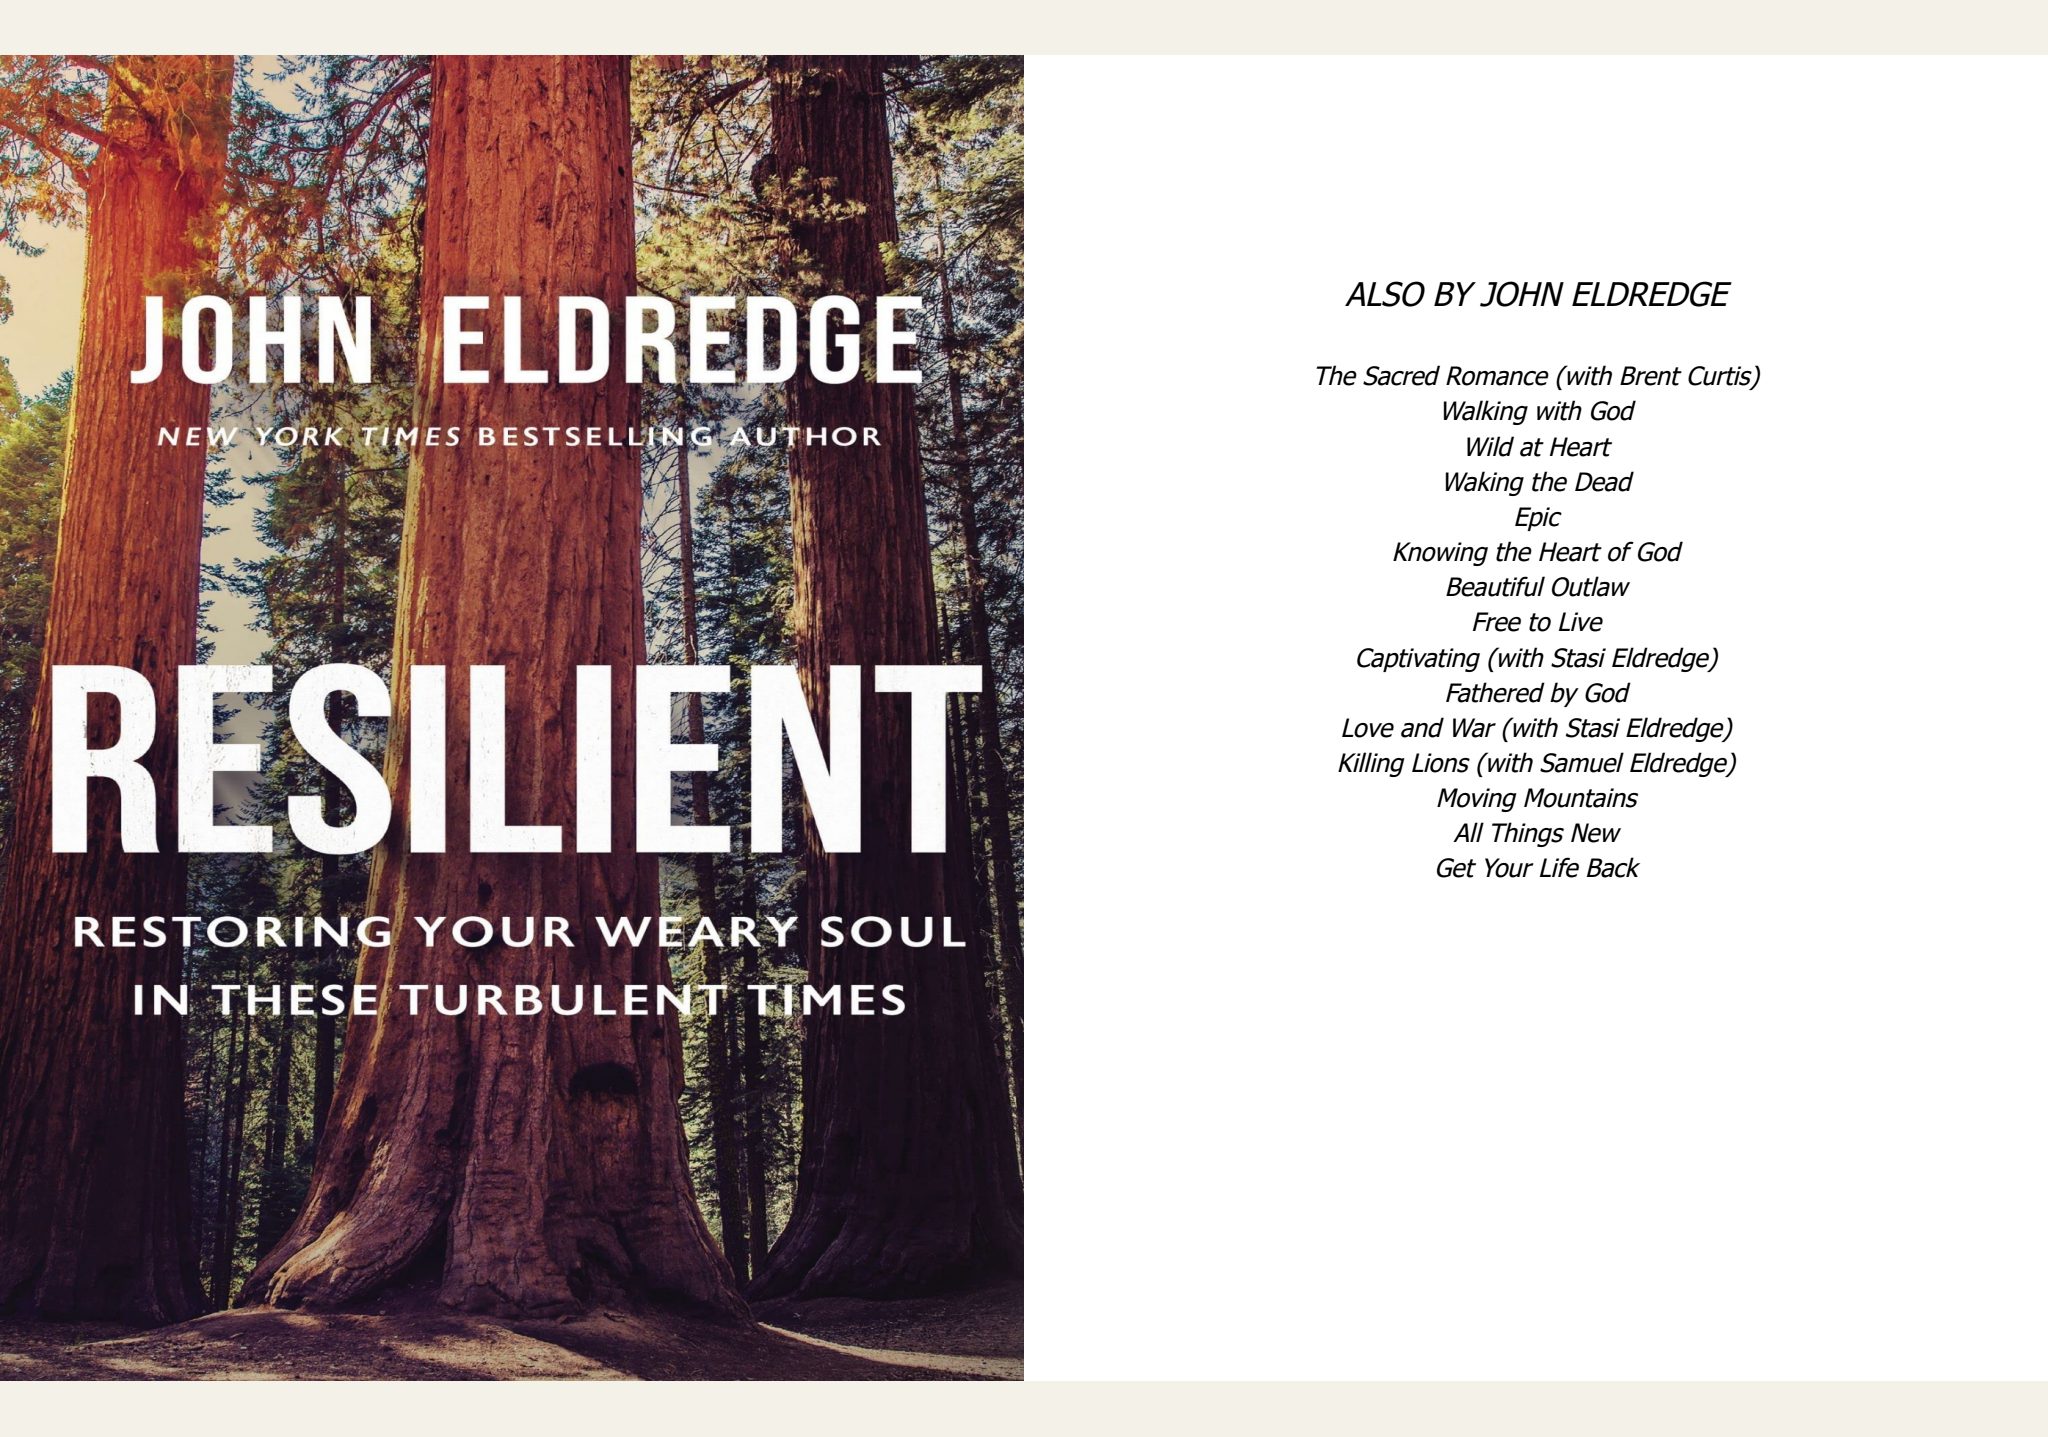 JOHN ELDREDGE
NEW YORK TIMES BESTSELLING AUTHOR
RESILIENT
RESTORING YOUR WEARY SOUL
IN THESE TURBULENT TIMES
ALSO BY JOHN ELDREDGE
The Sacred Romance (with Brent Curtis)
Walking with God
Wild at Heart
Waking the Dead
Epic
Knowing the Heart of God
Beautiful Outlaw
Free to Live
Captivating (with Stasi Eldredge)
Fathered by God
Love and War (with Stasi Eldredge)
Killing Lions (with Samuel Eldredge)
Moving Mountains
All Things New
Get Your Life Back